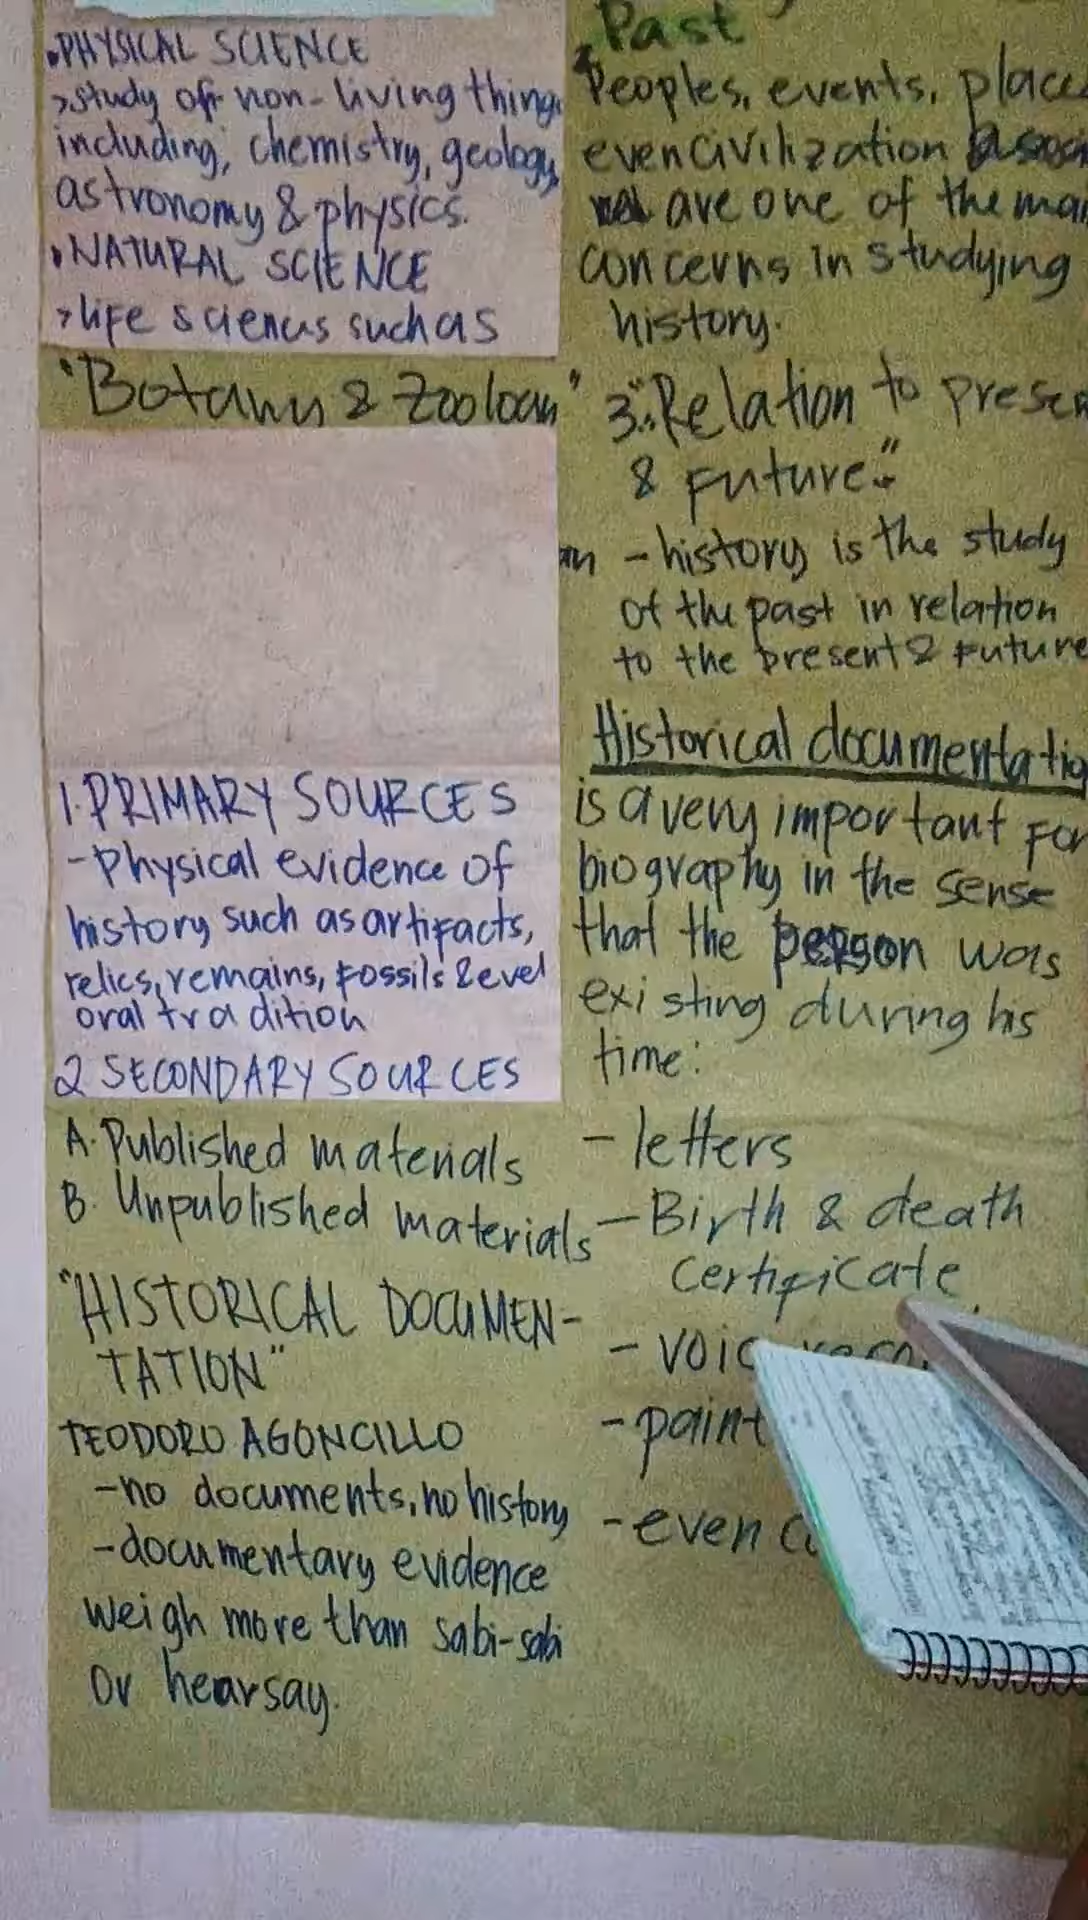 •PHYSICAL SCIENCE
>study of non-living thing
including, chemistry, geology,
astronomy & physics.
•NATURAL SCIENCE
>life sciences such as
"Botany & Zoology"
1. PRIMARY SOURCES
-Physical evidence of
history such as artifacts,
relics, remains, fossils & evel
oral tradition
2 SECONDARY SOURCES
A. Published materials
B. Unpublished materials
"HISTORICAL DOCUMEN-
TATION"
TEODORO AGONCILLO
-no documents, no history
-documentary evidence
weigh more than sabi-sabi
or hearsay.
Past
Peoples, events, place
even civilization
are one of the mai
concerns in studying
history.
3. "Relation to presen
& future."
- history is the study
of the past in relation
to the present & future
Historical documentatio
is a very important for
biography in the sense
that the person was
existing during his
time:
- letters
- Birth & death
certificate
- voic
- paint
- even